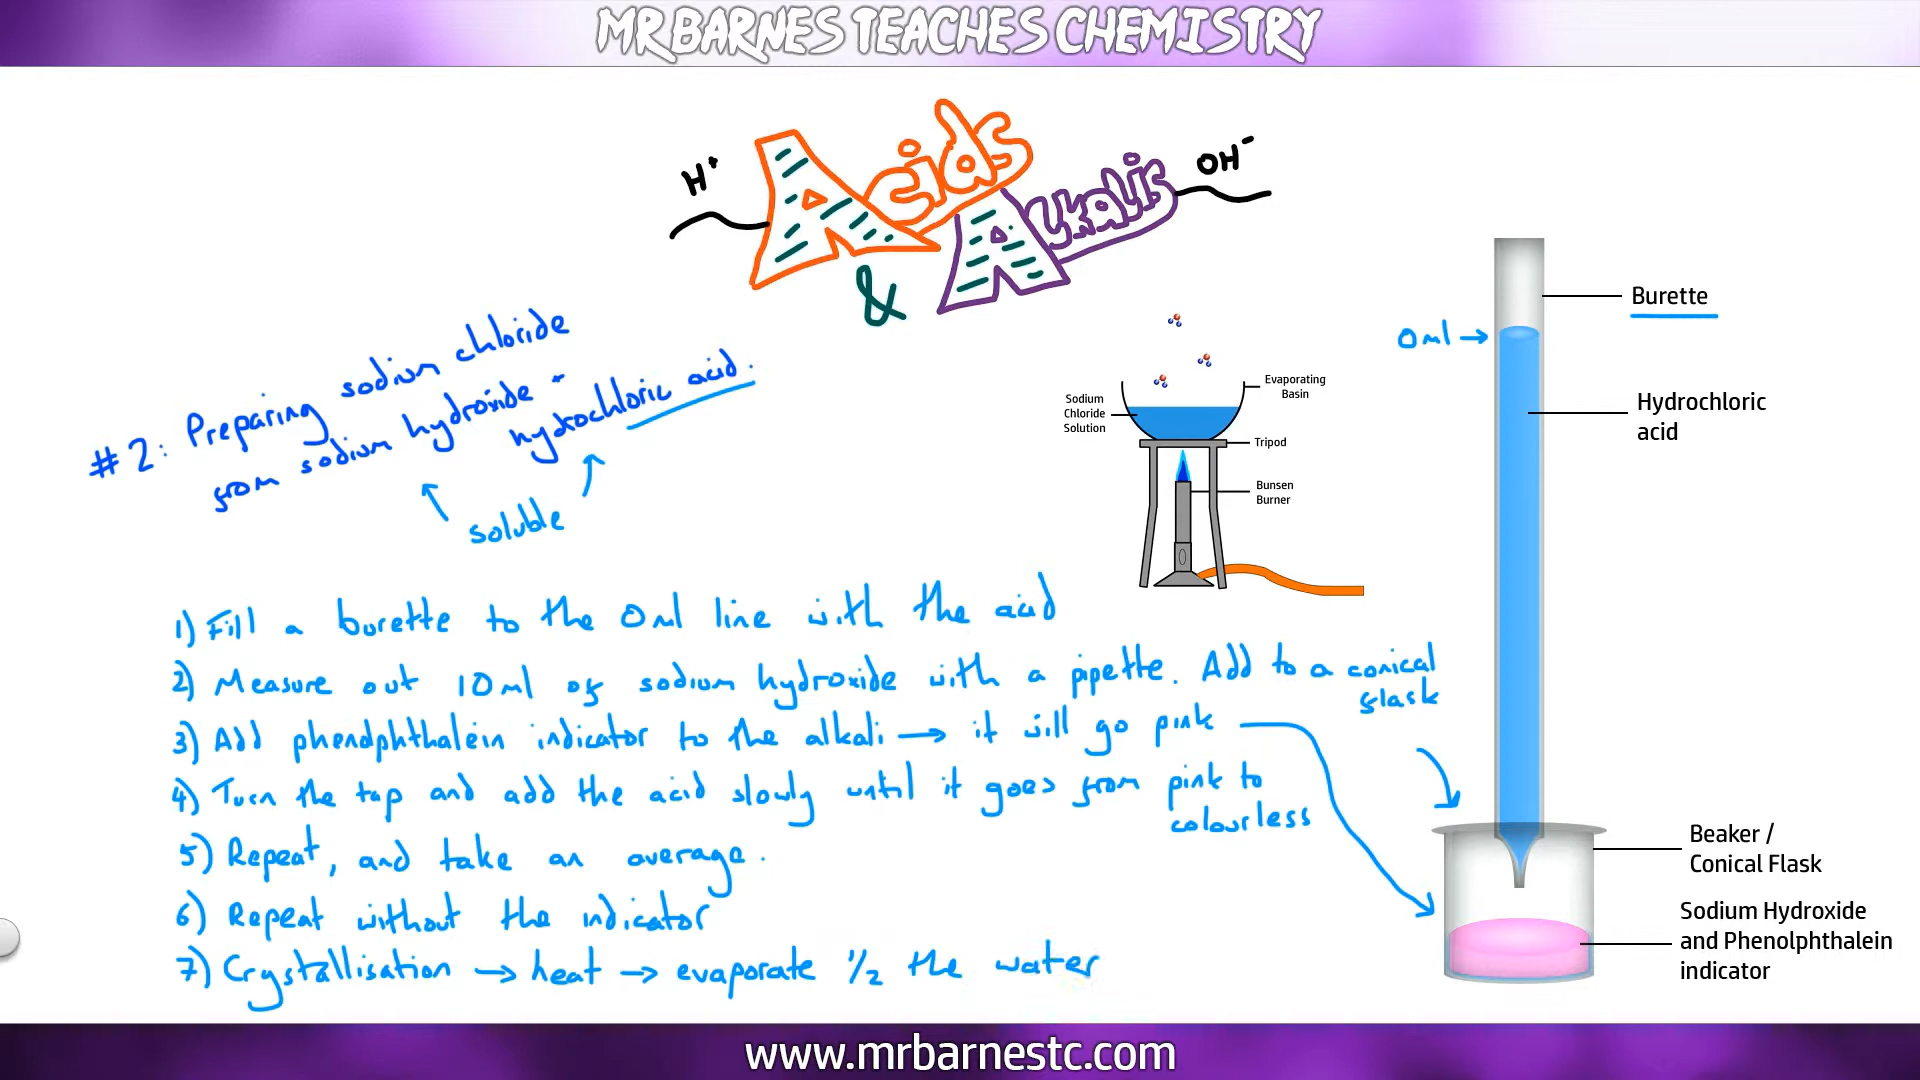 MR BARNES TEACHES CHEMISTRY
H+
Acids
&
Alkalis
OH-
#2: Preparing sodium chloride
from sodium hydroxide +
hydrochloric acid.
soluble
Sodium
Chloride
Solution
Evaporating
Basin
Tripod
Bunsen
Burner
Burette
0ml →
Hydrochloric
acid
1) Fill a burette to the 0ml line with the acid
2) Measure out 10ml of sodium hydroxide with a pipette. Add to a conical
flask
3) Add phenolphthalein indicator to the alkali → it will go pink
4) Turn the tap and add the acid slowly until it goes from pink to
colourless
5) Repeat, and take an average.
6) Repeat without the indicator
7) Crystallisation → heat → evaporate 1/2 the water
Beaker /
Conical Flask
Sodium Hydroxide
and Phenolphthalein
indicator
www.mrbarnestc.com